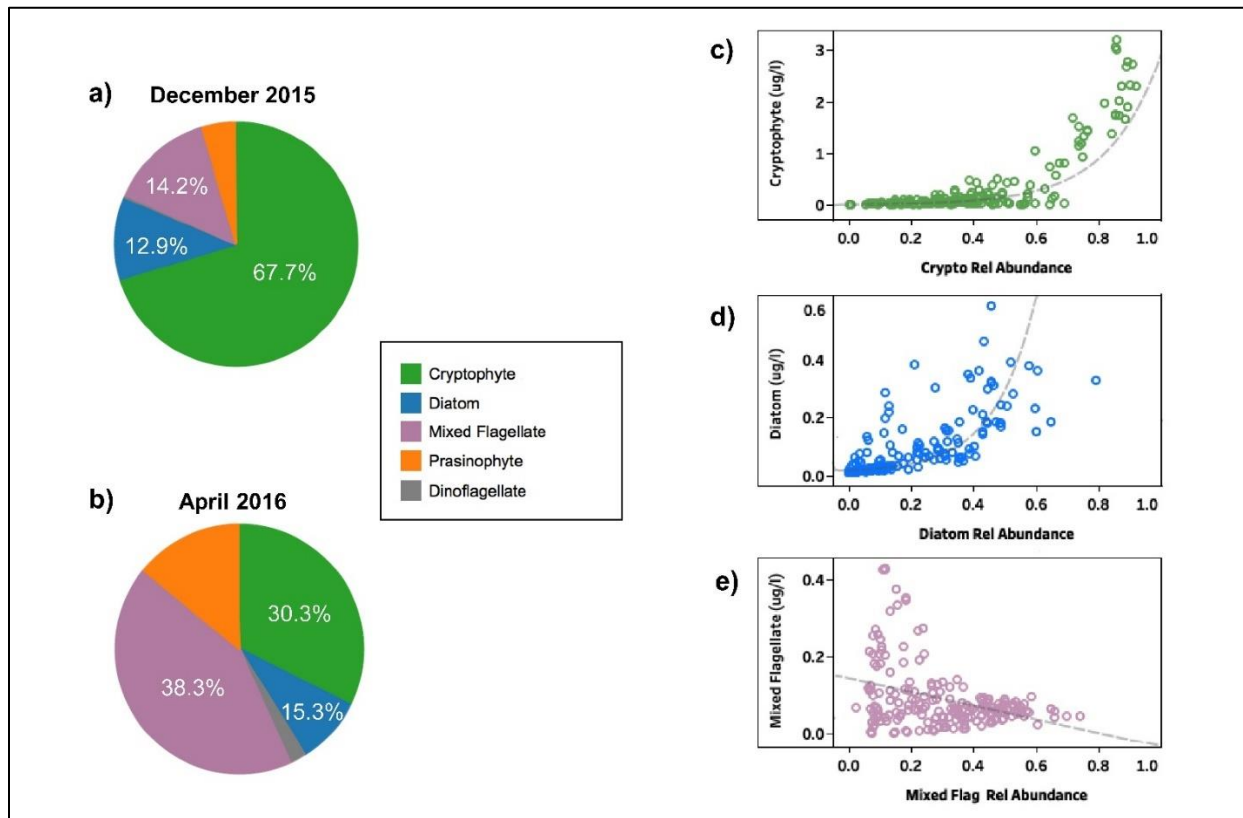 a) December 2015
14.2%
12.9%
67.7%
Cryptophyte
Diatom
Mixed Flagellate
Prasinophyte
Dinoflagellate
b) April 2016
30.3%
38.3%
15.3%
c)
Cryptophyte (ug/l)
3
2
1
0
0.0 0.2 0.4 0.6 0.8 1.0
Crypto Rel Abundance
d)
Diatom (ug/l)
0.6
0.4
0.2
0.0
0.0 0.2 0.4 0.6 0.8 1.0
Diatom Rel Abundance
e)
Mixed Flagellate (ug/l)
0.4
0.2
0.0
0.0 0.2 0.4 0.6 0.8 1.0
Mixed Flag Rel Abundance